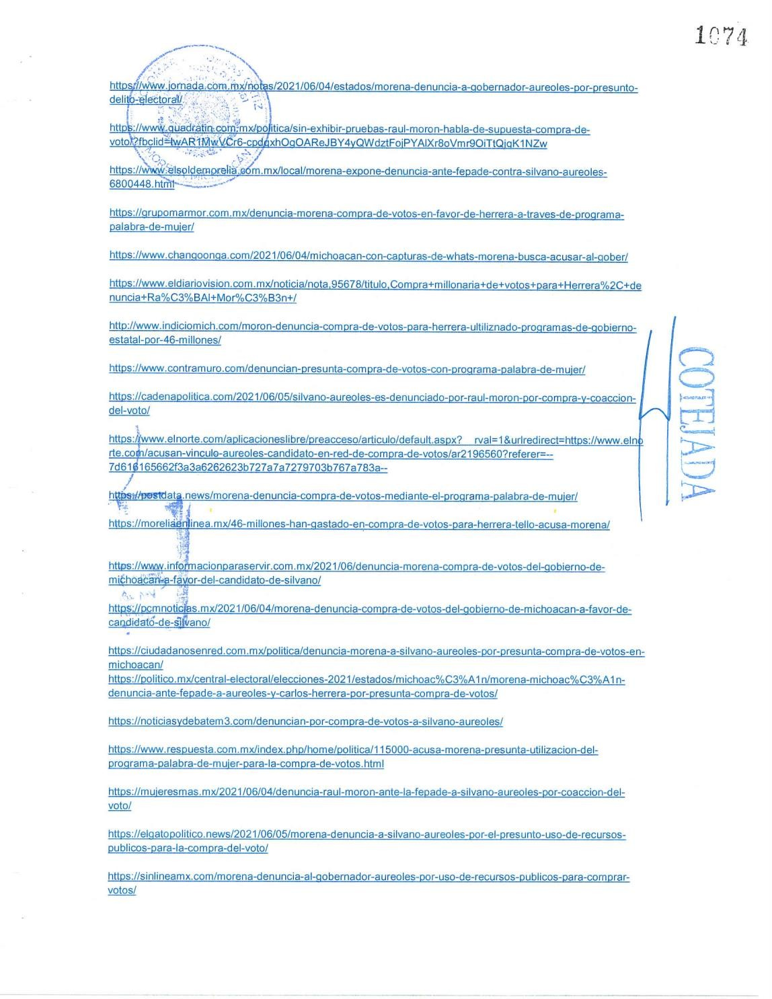 1074
https://www.jornada.com.mx/notas/2021/06/04/estados/morena-denuncia-a-gobernador-aureoles-por-presunto-
delito-electoral/
https://www.quadratin.com.mx/politica/sin-exhibir-pruebas-raul-moron-habla-de-supuesta-compra-de-
voto/?fbclid=IwAR1MwVCr6-cpdqxhOgOAReJBY4yQWdztFojPYAlXr8oVmr9OiTtQjqK1NZw
https://www.elsoldemorelia.com.mx/local/morena-expone-denuncia-ante-fepade-contra-silvano-aureoles-
6800448.html
https://grupomarmor.com.mx/denuncia-morena-compra-de-votos-en-favor-de-herrera-a-traves-de-programa-
palabra-de-mujer/
https://www.changoonga.com/2021/06/04/michoacan-con-capturas-de-whats-morena-busca-acusar-al-gober/
https://www.eldiariovision.com.mx/noticia/nota,95678/titulo,Compra+millonaria+de+votos+para+Herrera%2C+de
nuncia+Ra%C3%BAl+Mor%C3%B3n+/
http://www.indiciomich.com/moron-denuncia-compra-de-votos-para-herrera-ultiliznado-programas-de-gobierno-
estatal-por-46-millones/
https://www.contramuro.com/denuncian-presunta-compra-de-votos-con-programa-palabra-de-mujer/
https://cadenapolitica.com/2021/06/05/silvano-aureoles-es-denunciado-por-raul-moron-por-compra-y-coaccion-
del-voto/
https://www.elnorte.com/aplicacioneslibre/preacceso/articulo/default.aspx?__rval=1&urlredirect=https://www.elno
rte.com/acusan-vinculo-aureoles-candidato-en-red-de-compra-de-votos/ar2196560?referer=--
7d616165662f3a3a6262623b727a7a7279703b767a783a--
https://postdata.news/morena-denuncia-compra-de-votos-mediante-el-programa-palabra-de-mujer/
https://moreliaenlinea.mx/46-millones-han-gastado-en-compra-de-votos-para-herrera-tello-acusa-morena/
https://www.informacionparaservir.com.mx/2021/06/denuncia-morena-compra-de-votos-del-gobierno-de-
michoacan-a-favor-del-candidato-de-silvano/
https://pcmnoticias.mx/2021/06/04/morena-denuncia-compra-de-votos-del-gobierno-de-michoacan-a-favor-de-
candidato-de-silvano/
https://ciudadanosenred.com.mx/politica/denuncia-morena-a-silvano-aureoles-por-presunta-compra-de-votos-en-
michoacan/
https://politico.mx/central-electoral/elecciones-2021/estados/michoac%C3%A1n/morena-michoac%C3%A1n-
denuncia-ante-fepade-a-aureoles-y-carlos-herrera-por-presunta-compra-de-votos/
https://noticiasydebatem3.com/denuncian-por-compra-de-votos-a-silvano-aureoles/
https://www.respuesta.com.mx/index.php/home/politica/115000-acusa-morena-presunta-utilizacion-del-
programa-palabra-de-mujer-para-la-compra-de-votos.html
https://mujeresmas.mx/2021/06/04/denuncia-raul-moron-ante-la-fepade-a-silvano-aureoles-por-coaccion-del-
voto/
https://elgatopolitico.news/2021/06/05/morena-denuncia-a-silvano-aureoles-por-el-presunto-uso-de-recursos-
publicos-para-la-compra-del-voto/
https://sinlineamx.com/morena-denuncia-al-gobernador-aureoles-por-uso-de-recursos-publicos-para-comprar-
votos/
COTEJADA